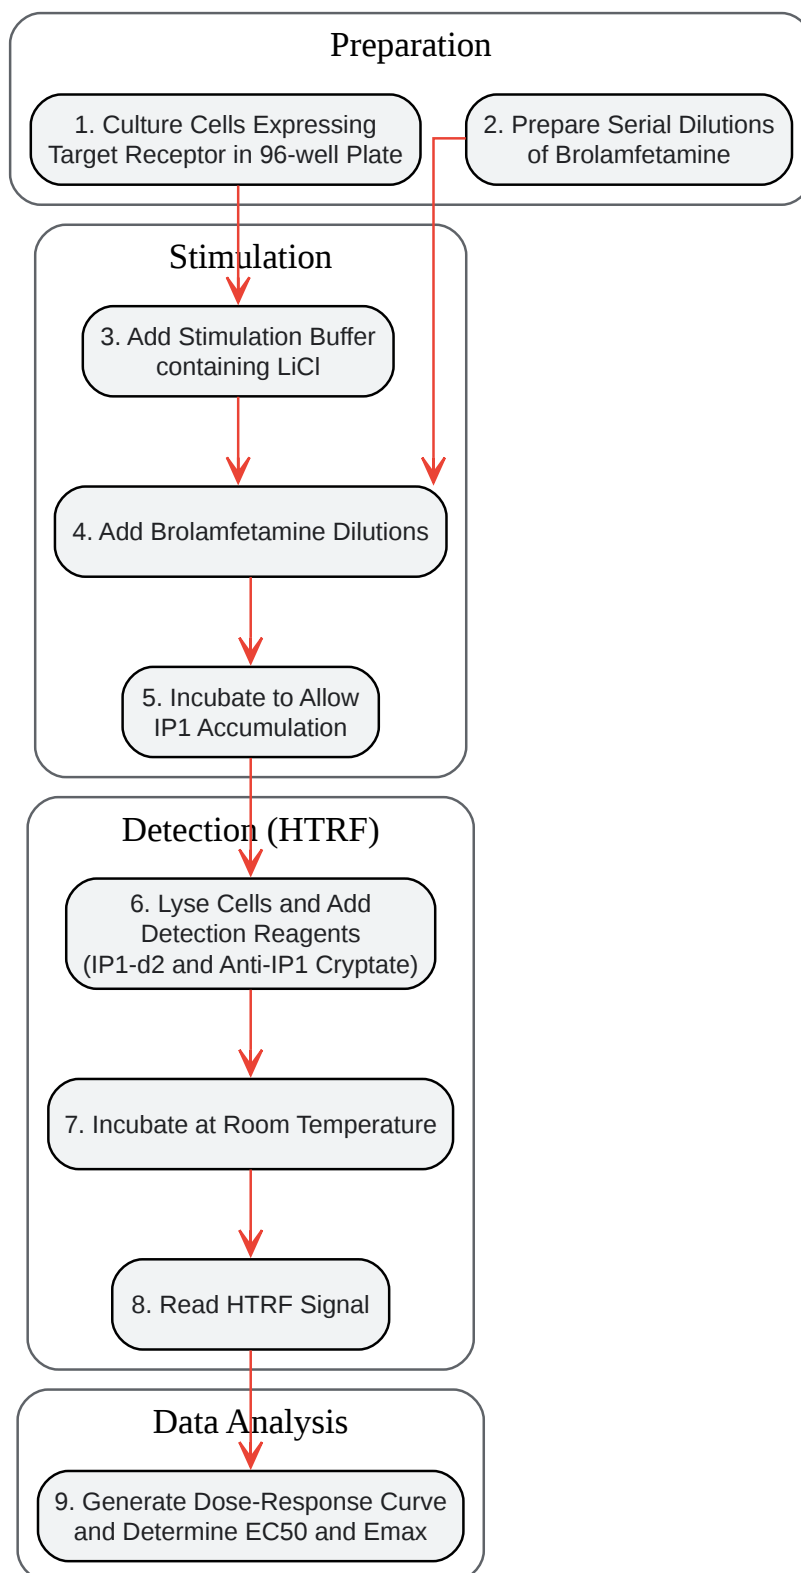 Preparation
1. Culture Cells Expressing
Target Receptor in 96-well Plate
2. Prepare Serial Dilutions
of Brolamfetamine
Stimulation
3. Add Stimulation Buffer
containing LiCl
4. Add Brolamfetamine Dilutions
5. Incubate to Allow
IP1 Accumulation
Detection (HTRF)
6. Lyse Cells and Add
Detection Reagents
(IP1-d2 and Anti-IP1 Cryptate)
7. Incubate at Room Temperature
8. Read HTRF Signal
Data Analysis
9. Generate Dose-Response Curve
and Determine EC50 and Emax